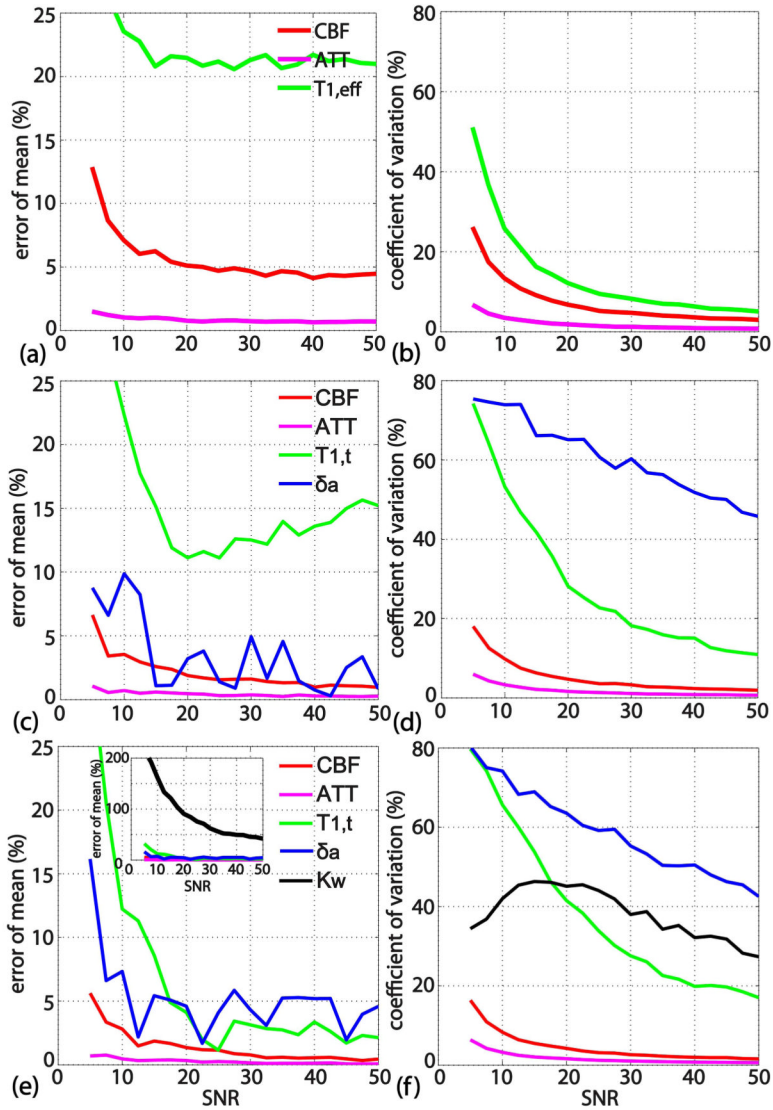 25
20
15
10
5
0
error of mean (%)
CBF
ATT
T1,eff
(a)
0 10 20 30 40 50
80
60
40
20
0
coefficient of variation (%)
(b)
0 10 20 30 40 50
25
20
15
10
5
0
error of mean (%)
CBF
ATT
T1,t
δa
(c)
0 10 20 30 40 50
80
60
40
20
0
coefficient of variation (%)
(d)
0 10 20 30 40 50
25
20
15
10
5
0
error of mean (%)
200
100
0
error of mean (%)
0 10 20 30 40 50
SNR
CBF
ATT
T1,t
δa
Kw
(e)
0 10 20 30 40 50
SNR
80
60
40
20
0
coefficient of variation (%)
(f)
0 10 20 30 40 50
SNR